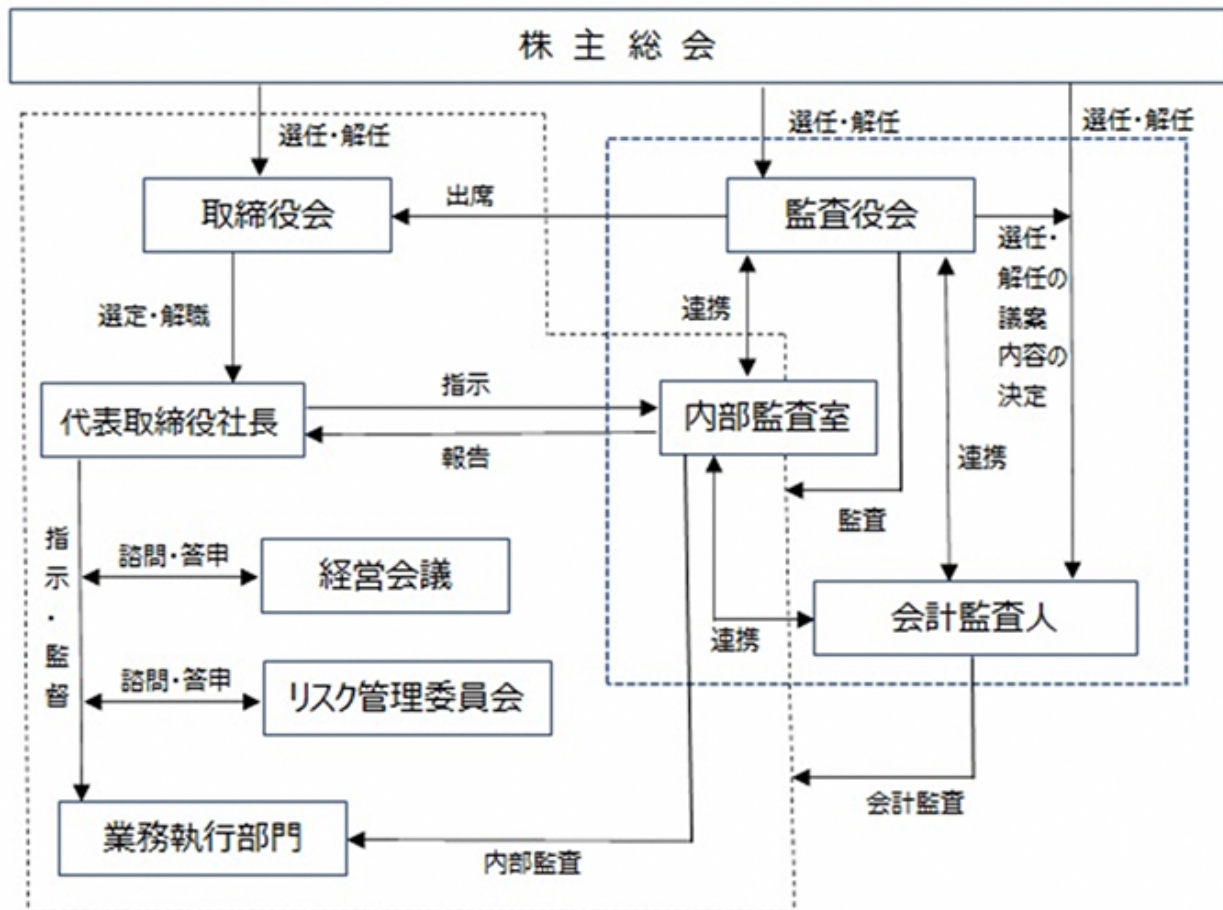 株主総会
選任・解任
選任・解任
選任・解任
取締役会
出席
監査役会
選任・
解任の
議案
内容の
決定
選定・解職
連携
代表取締役社長
指示
報告
内部監査室
連携
監査
指示・監督
諮問・答申
経営会議
連携
会計監査人
諮問・答申
リスク管理委員会
会計監査
業務執行部門
内部監査